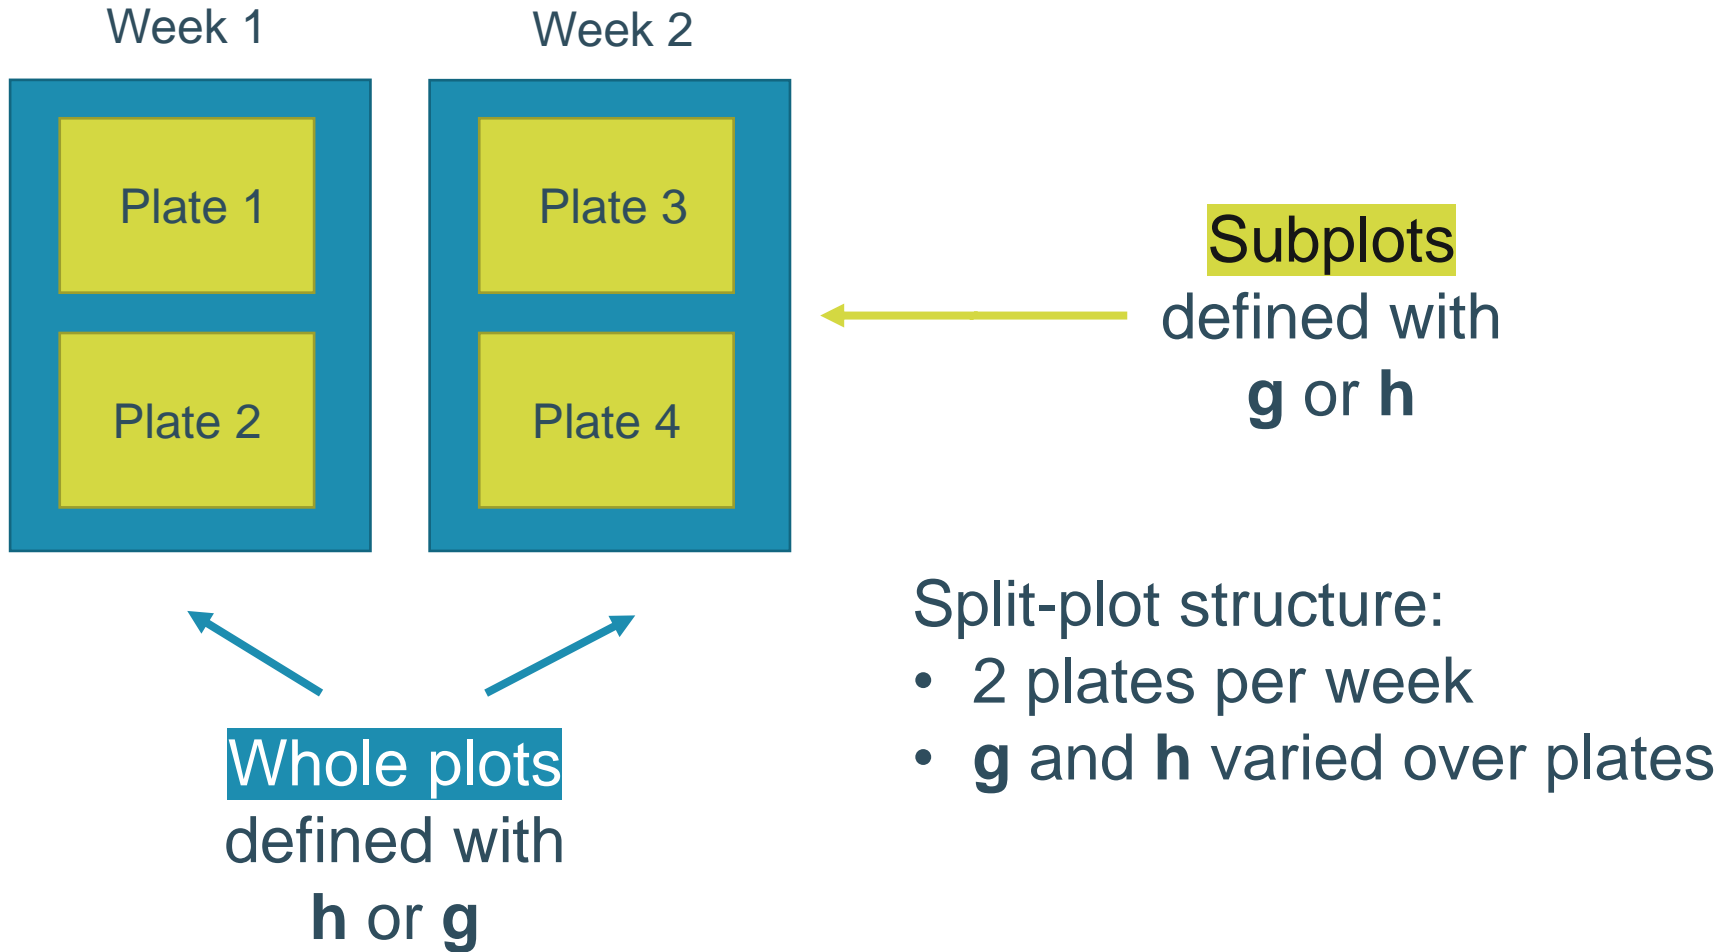 Week 1
Week 2
Plate 1
Plate 2
Plate 3
Plate 4
Subplots
defined with
g or h
Whole plots
defined with
h or g
Split-plot structure:
• 2 plates per week
• g and h varied over plates